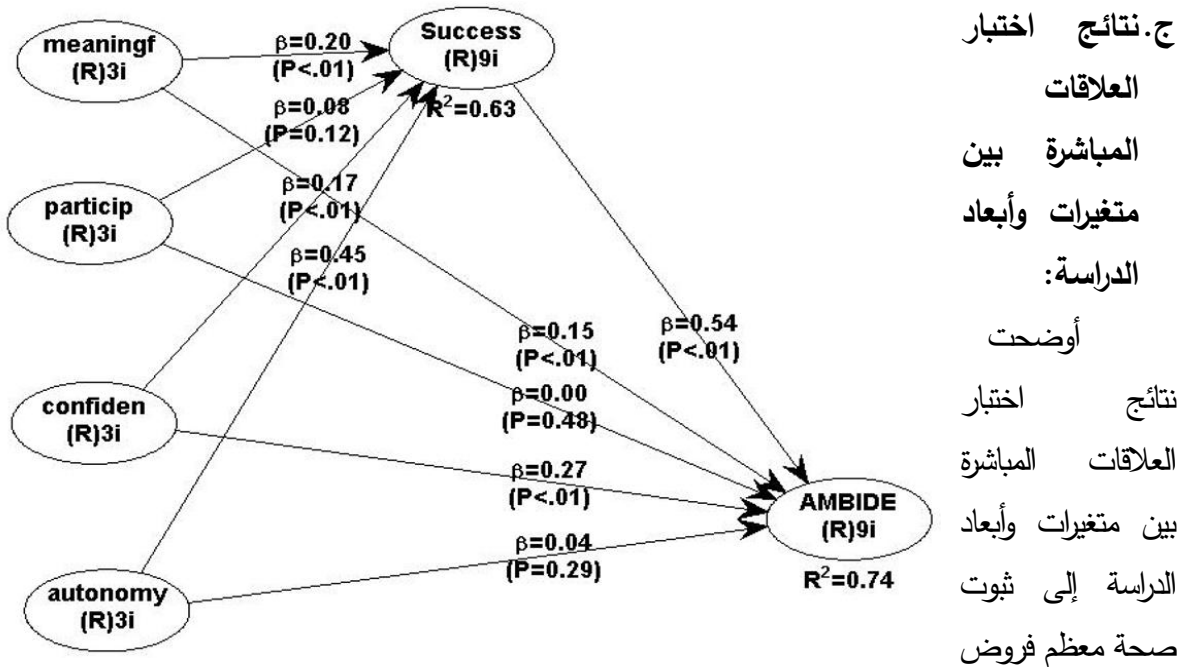 meaningf
(R)3i
β=0.20
(P<.01)
Success
(R)9i
R²=0.63
β=0.08
(P=0.12)
particip
(R)3i
β=0.17
(P<.01)
β=0.45
(P<.01)
β=0.15
(P<.01)
β=0.54
(P<.01)
β=0.00
(P=0.48)
confiden
(R)3i
β=0.27
(P<.01)
AMBIDE
(R)9i
R²=0.74
β=0.04
(P=0.29)
autonomy
(R)3i
ج.نتائج اختبار
العلاقات
المباشرة بين
متغيرات وأبعاد
الدراسة:
أوضحت
نتائج اختبار
العلاقات المباشرة
بين متغيرات وأبعاد
الدراسة إلى ثبوت
صحة معظم فروض